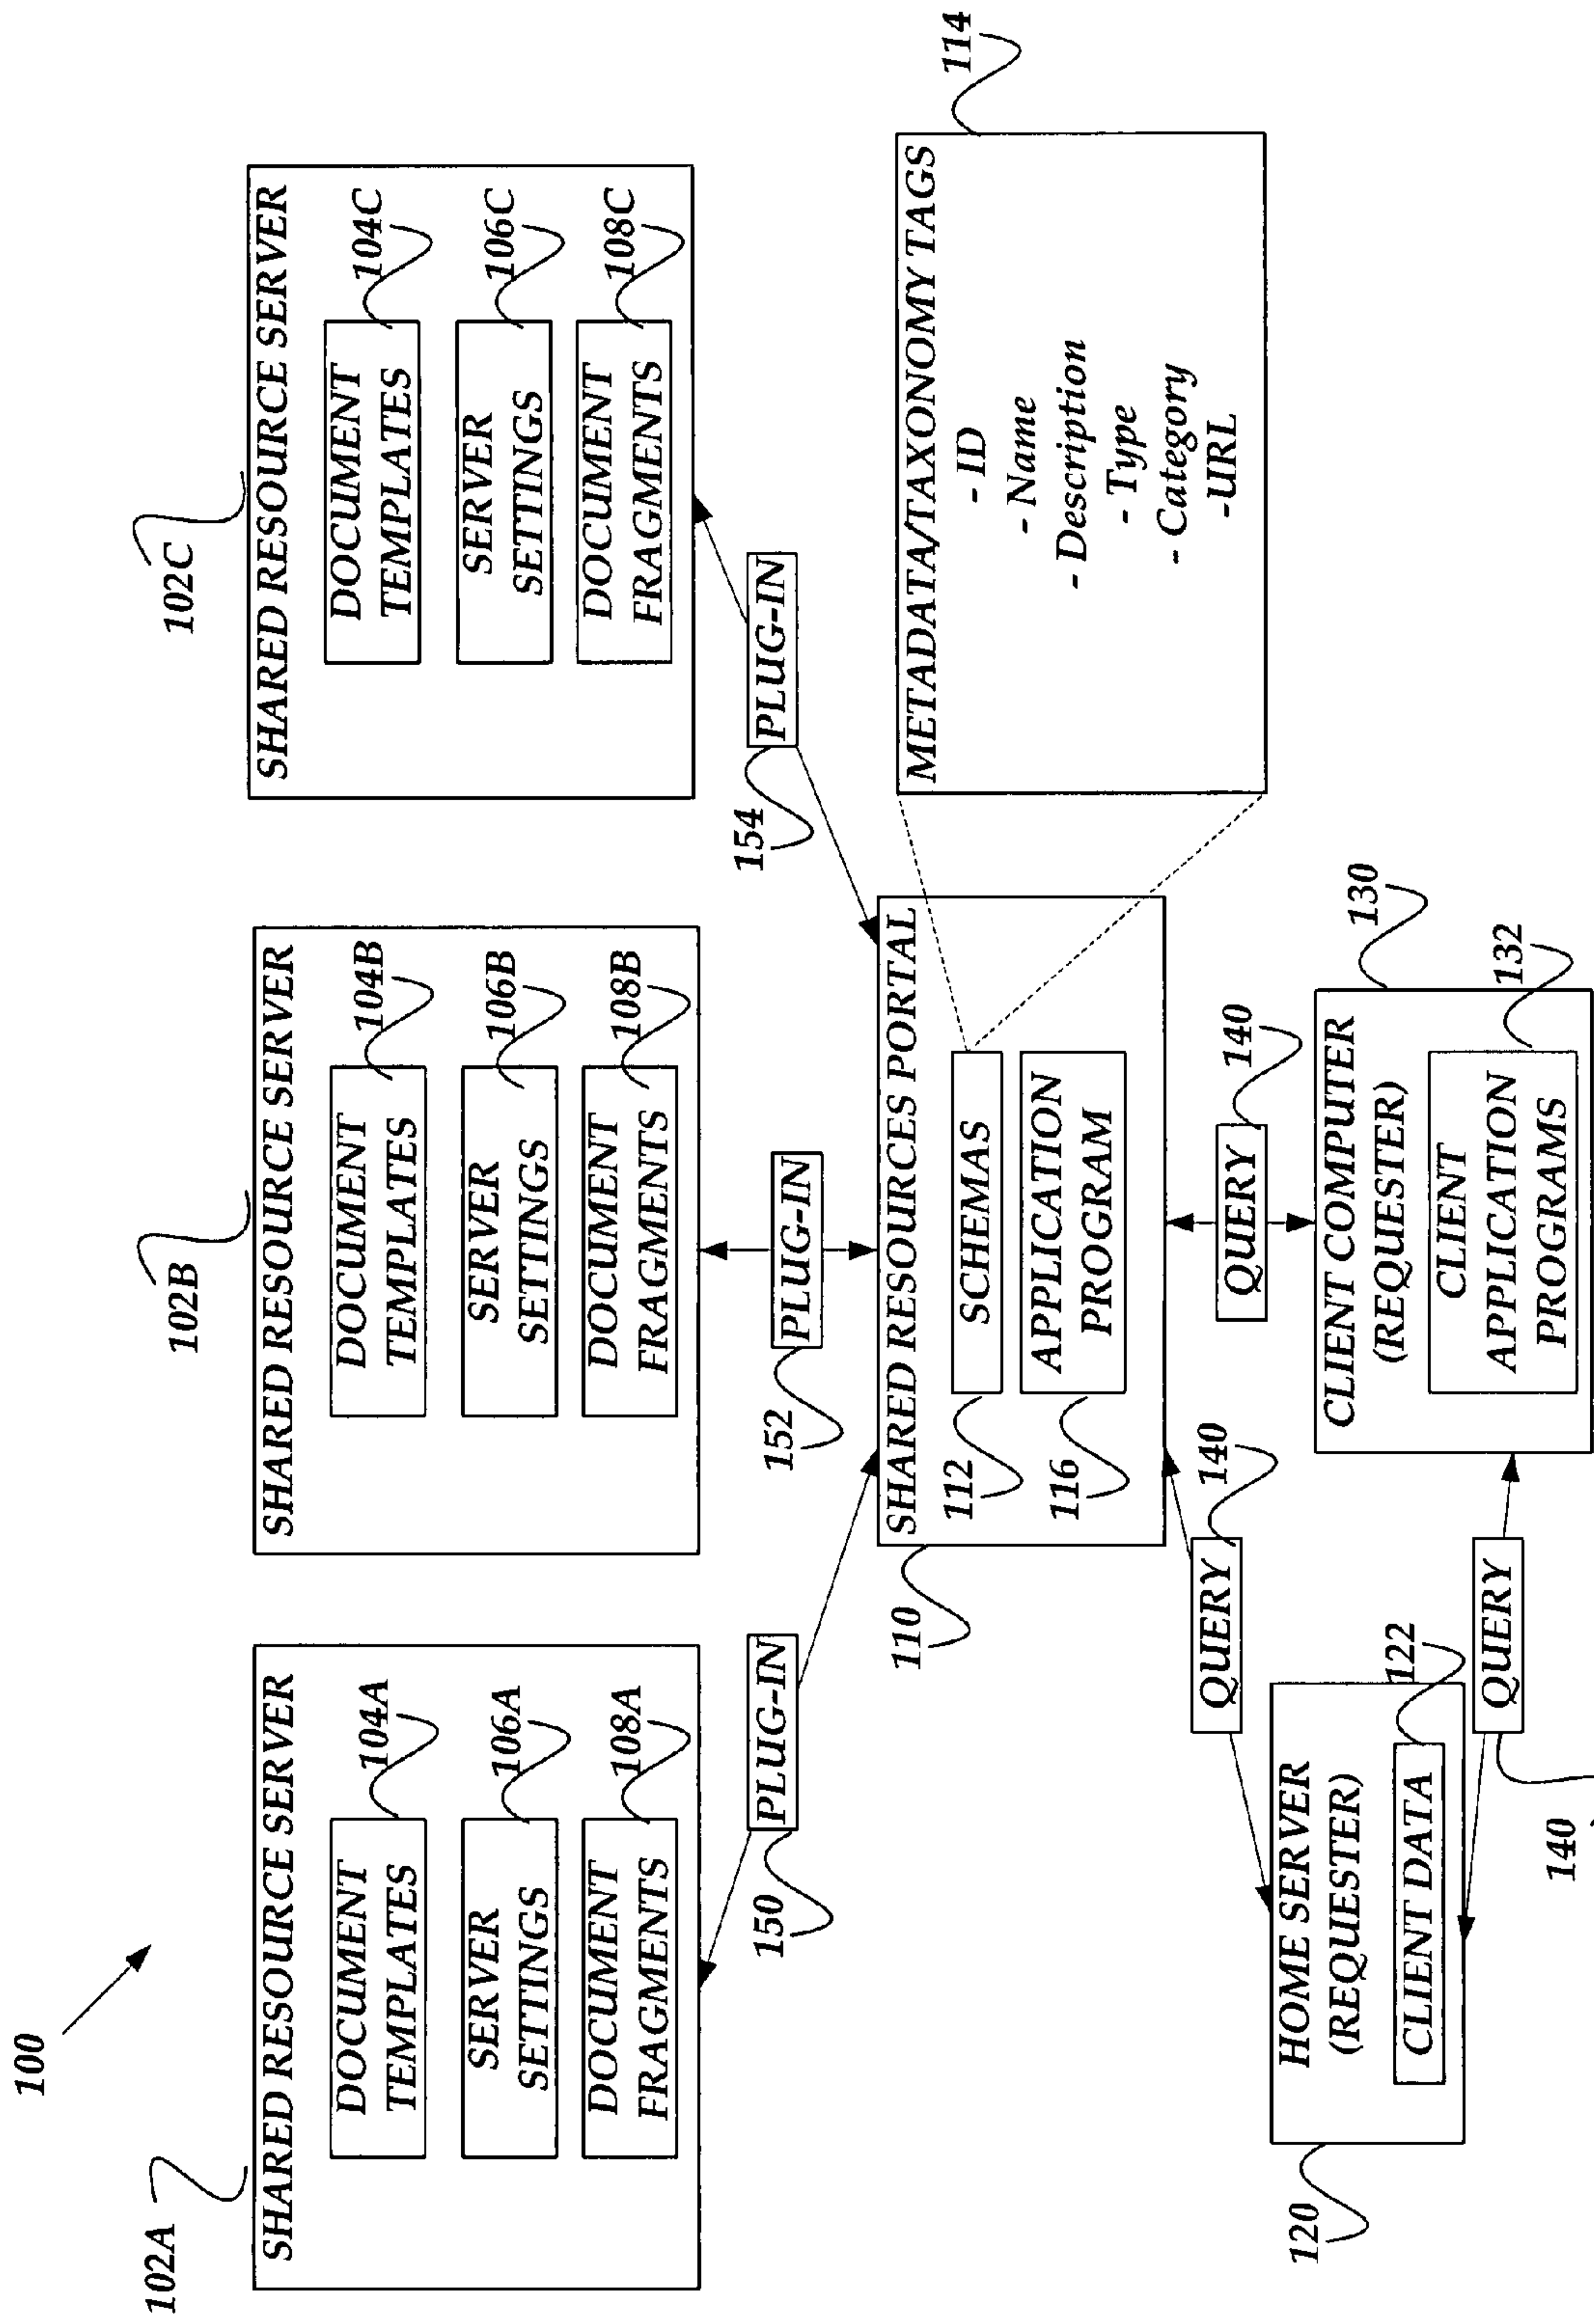 100
102A
SHARED RESOURCE SERVER
DOCUMENT
TEMPLATES
104A
SERVER
SETTINGS
106A
DOCUMENT
FRAGMENTS
108A
102B
SHARED RESOURCE SERVER
DOCUMENT
TEMPLATES
104B
SERVER
SETTINGS
106B
DOCUMENT
FRAGMENTS
108B
102C
SHARED RESOURCE SERVER
DOCUMENT
TEMPLATES
104C
SERVER
SETTINGS
106C
DOCUMENT
FRAGMENTS
108C
150
PLUG-IN
152
PLUG-IN
154
PLUG-IN
110
SHARED RESOURCES PORTAL
112
SCHEMAS
116
APPLICATION
PROGRAM
114
METADATA/TAXONOMY TAGS
- ID
- Name
- Description
- Type
- Category
-URL
QUERY
140
QUERY
140
120
HOME SERVER
(REQUESTER)
CLIENT DATA
122
QUERY
140
130
CLIENT COMPUTER
(REQUESTER)
CLIENT
APPLICATION
PROGRAMS
132